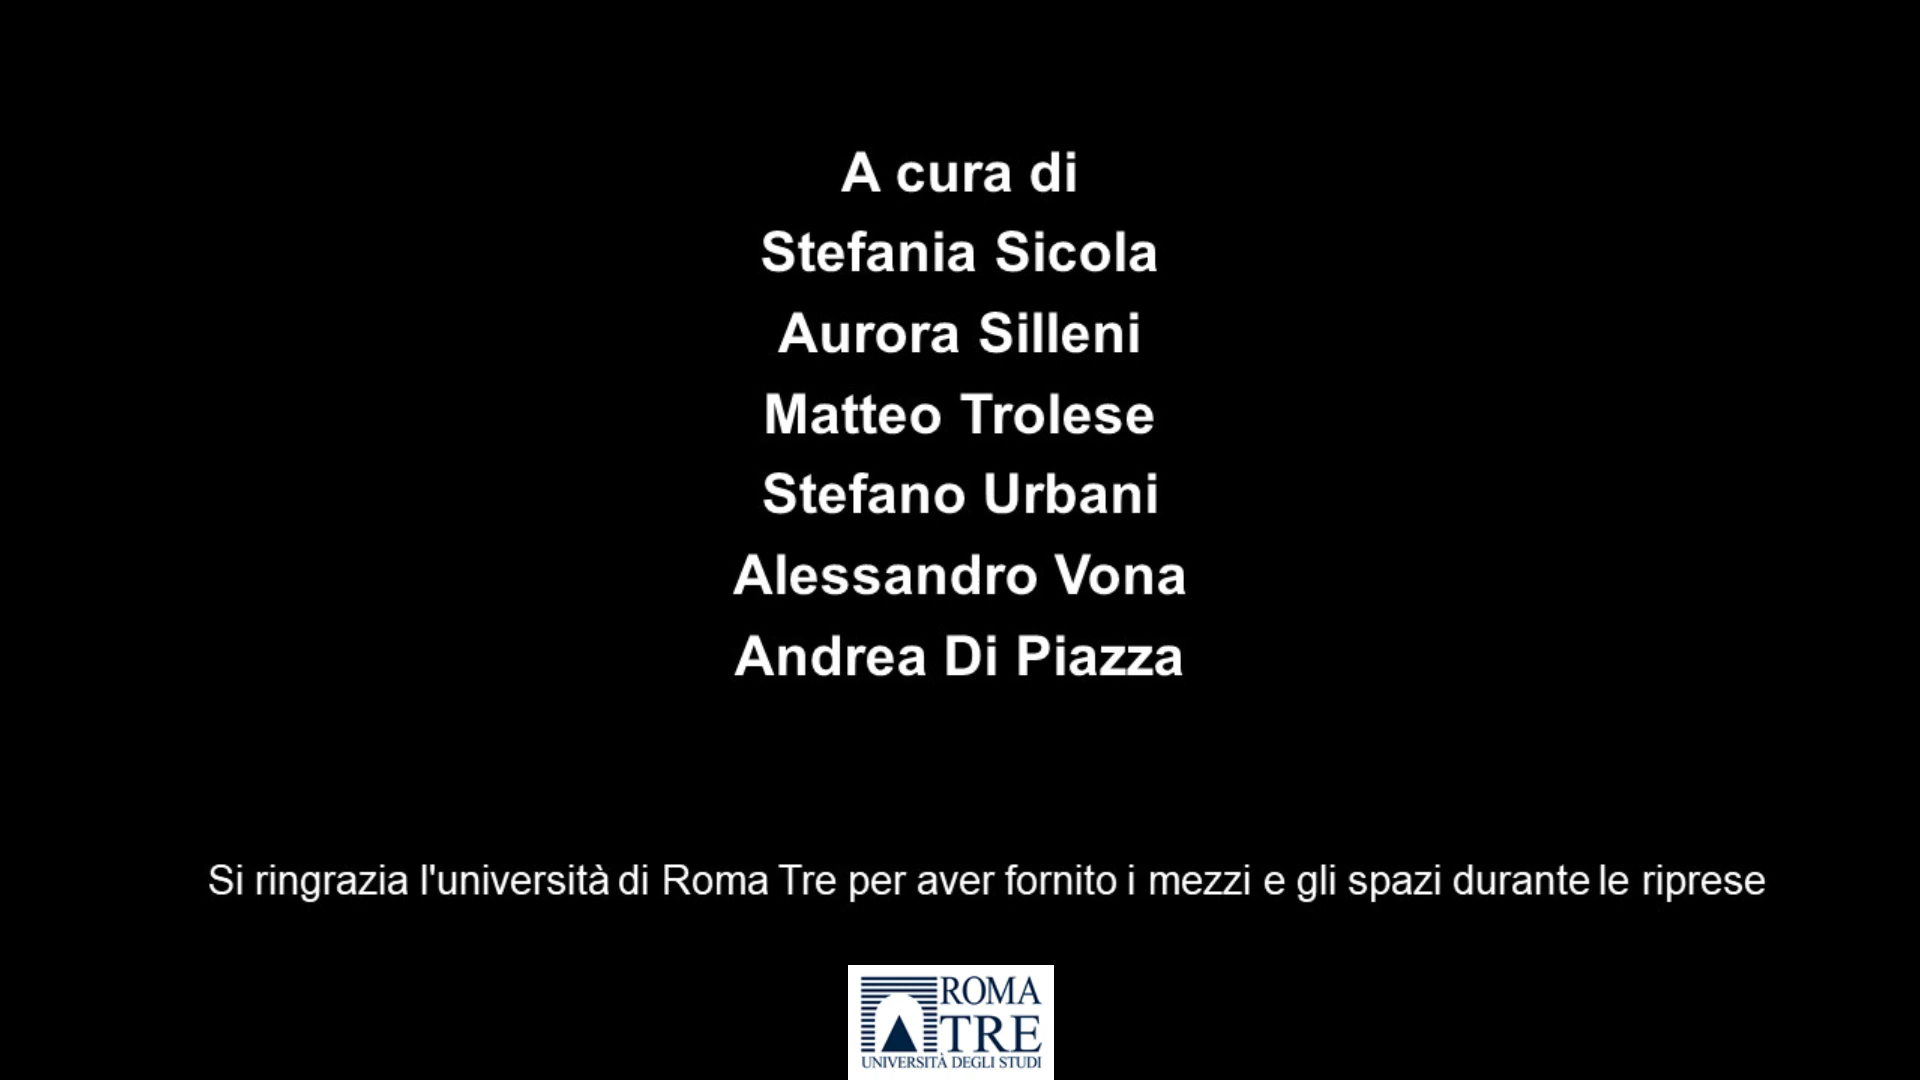 A cura di
Stefania Sicola
Aurora Silleni
Matteo Trolese
Stefano Urbani
Alessandro Vona
Andrea Di Piazza
Si ringrazia l'università di Roma Tre per aver fornito i mezzi e gli spazi durante le riprese
ROMA
TRE
UNIVERSITÀ DEGLI STUDI